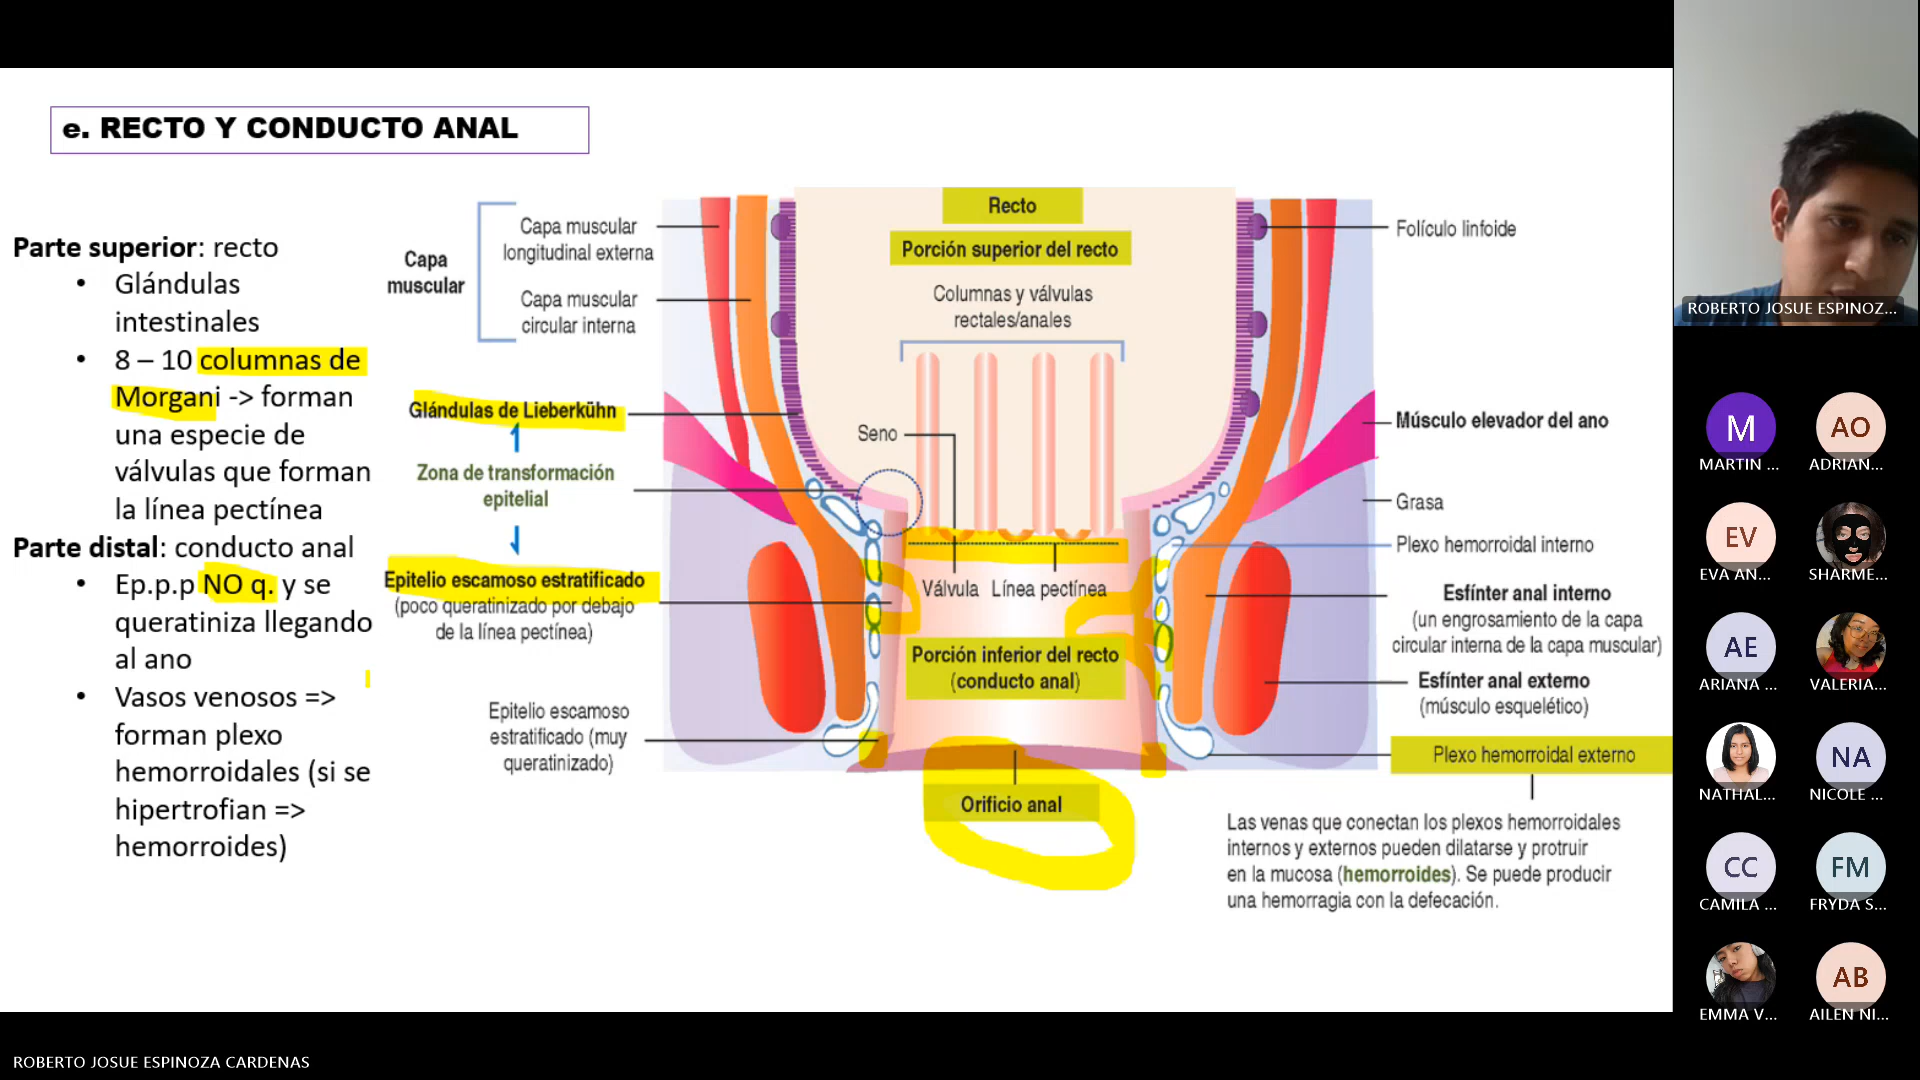 e. RECTO Y CONDUCTO ANAL
Parte superior: recto
• Glándulas
intestinales
• 8 – 10 columnas de
Morgani -> forman
una especie de
válvulas que forman
la línea pectínea
Parte distal: conducto anal
• Ep.p.p NO q. y se
queratiniza llegando
al ano
• Vasos venosos =>
forman plexo
hemorroidales (si se
hipertrofian =>
hemorroides)
Capa
muscular
Capa muscular
longitudinal externa
Capa muscular
circular interna
Glándulas de Lieberkühn
Zona de transformación
epitelial
Epitelio escamoso estratificado
(poco queratinizado por debajo
de la línea pectínea)
Epitelio escamoso
estratificado (muy
queratinizado)
Recto
Porción superior del recto
Columnas y válvulas
rectales/anales
Seno
Válvula
Línea pectínea
Porción inferior del recto
(conducto anal)
Orificio anal
Folículo linfoide
Músculo elevador del ano
Grasa
Plexo hemorroidal interno
Esfínter anal interno
(un engrosamiento de la capa
circular interna de la capa muscular)
Esfínter anal externo
(músculo esquelético)
Plexo hemorroidal externo
Las venas que conectan los plexos hemorroidales
internos y externos pueden dilatarse y protruir
en la mucosa (hemorroides). Se puede producir
una hemorragia con la defecación.
ROBERTO JOSUE ESPINOZ...
M
MARTIN ...
AO
ADRIAN...
EV
EVA AN...
SHARME...
AE
ARIANA ...
VALERIA...
NATHAL...
NA
NICOLE ...
CC
CAMILA ...
FM
FRYDA S...
EMMA V...
AB
AILEN NI...
ROBERTO JOSUE ESPINOZA CARDENAS